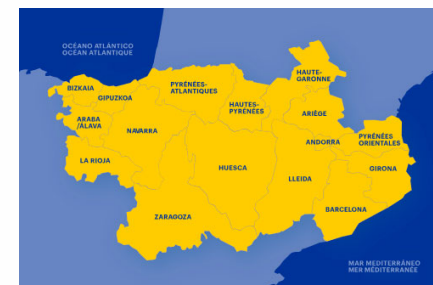 OCÉANO ATLÁNTICO
OCÉAN ATLANTIQUE
HAUTE-
GARONNE
BIZKAIA
GIPUZKOA
PYRÉNÉES-
ATLANTIQUES
HAUTES-
PYRÉNÉES
ARIÈGE
ARABA
/ÁLAVA
NAVARRA
ANDORRA
PYRÉNÉES
ORIENTALES
LA RIOJA
HUESCA
LLEIDA
GIRONA
ZARAGOZA
BARCELONA
MAR MEDITERRÁNEO
MER MÉDITERRANÉE